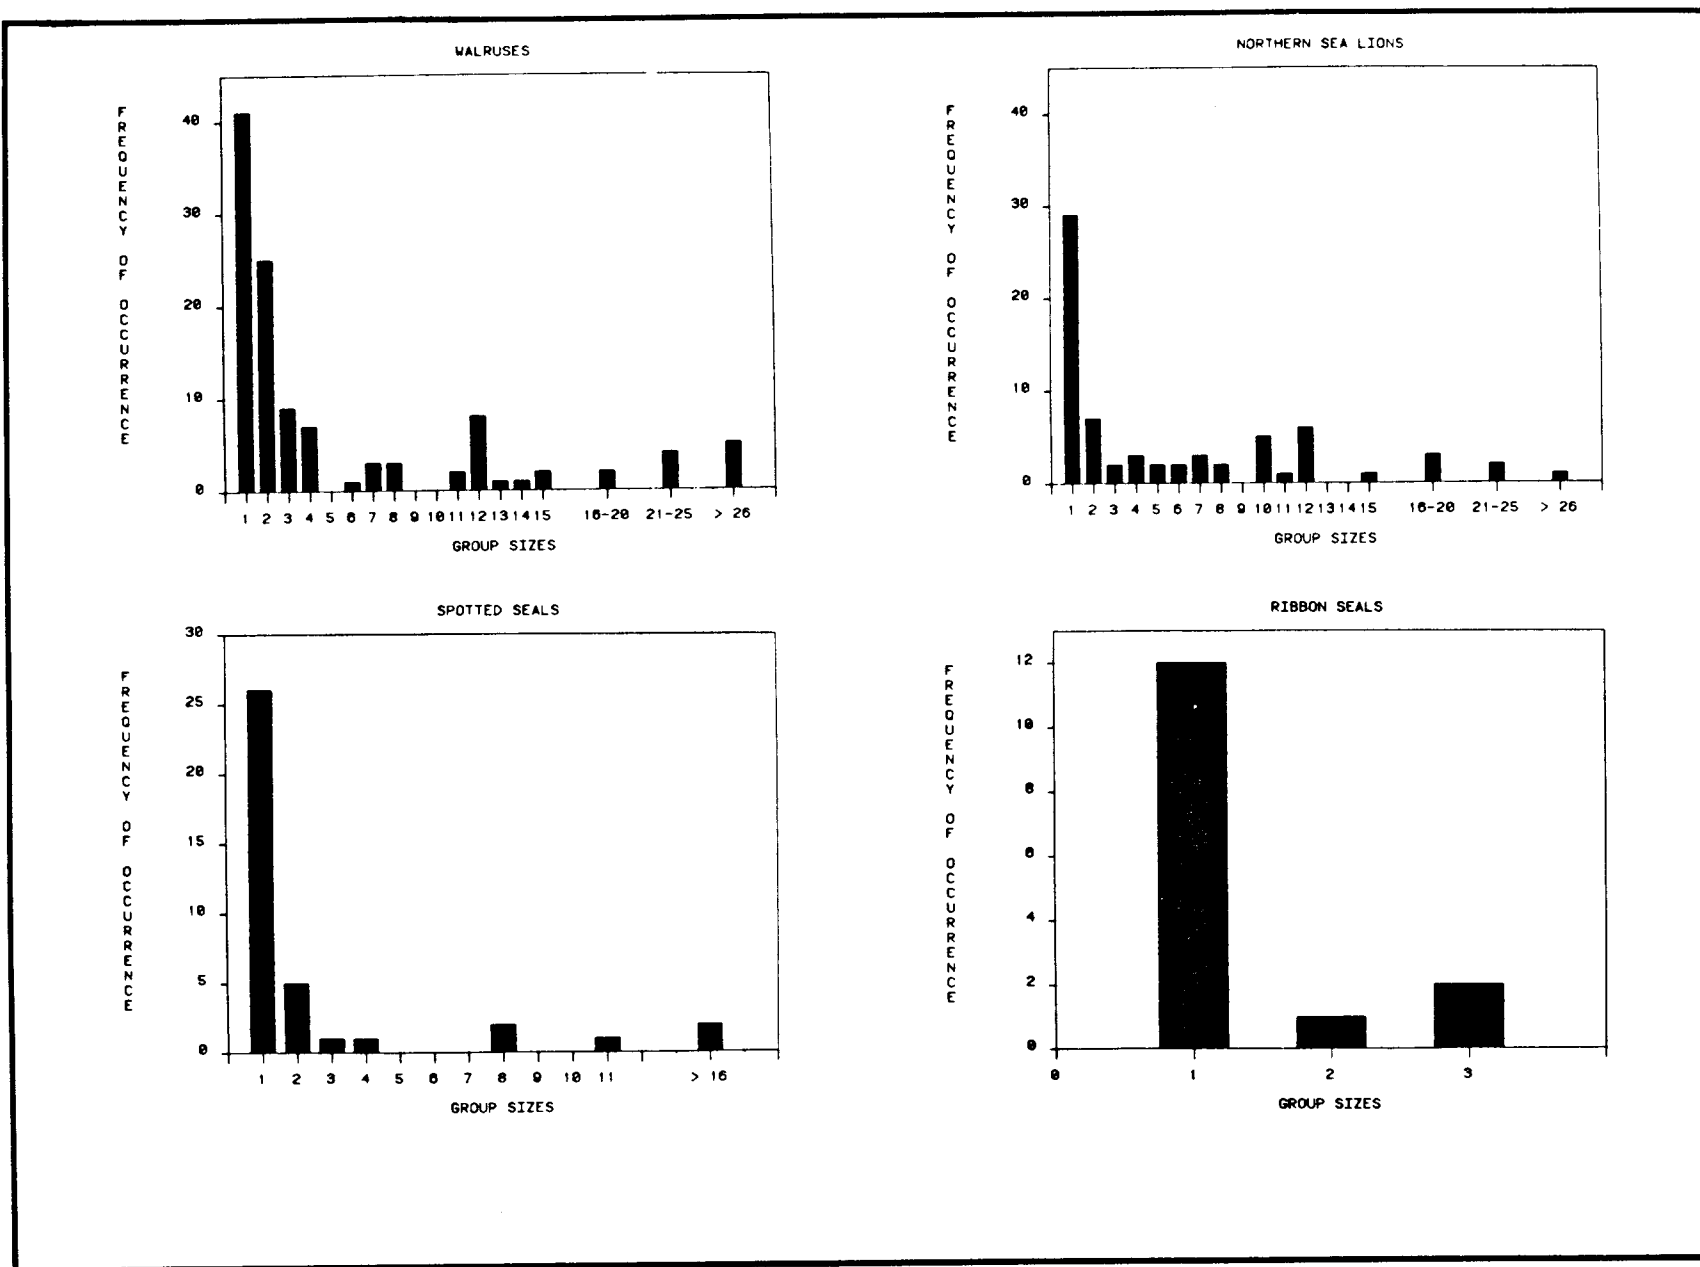 WALRUSES
FREQUENCY OF OCCURRENCE
40
30
20
10
0
1 2 3 4 5 6 7 8 9 10 11 12 13 14 15 16-20 21-25 > 26
GROUP SIZES
NORTHERN SEA LIONS
FREQUENCY OF OCCURRENCE
40
30
20
10
0
1 2 3 4 5 6 7 8 9 10 11 12 13 14 15 16-20 21-25 > 26
GROUP SIZES
SPOTTED SEALS
FREQUENCY OF OCCURRENCE
30
25
20
15
10
5
0
1 2 3 4 5 6 7 8 9 10 11 > 16
GROUP SIZES
RIBBON SEALS
FREQUENCY OF OCCURRENCE
12
10
8
6
4
2
0
0 1 2 3
GROUP SIZES